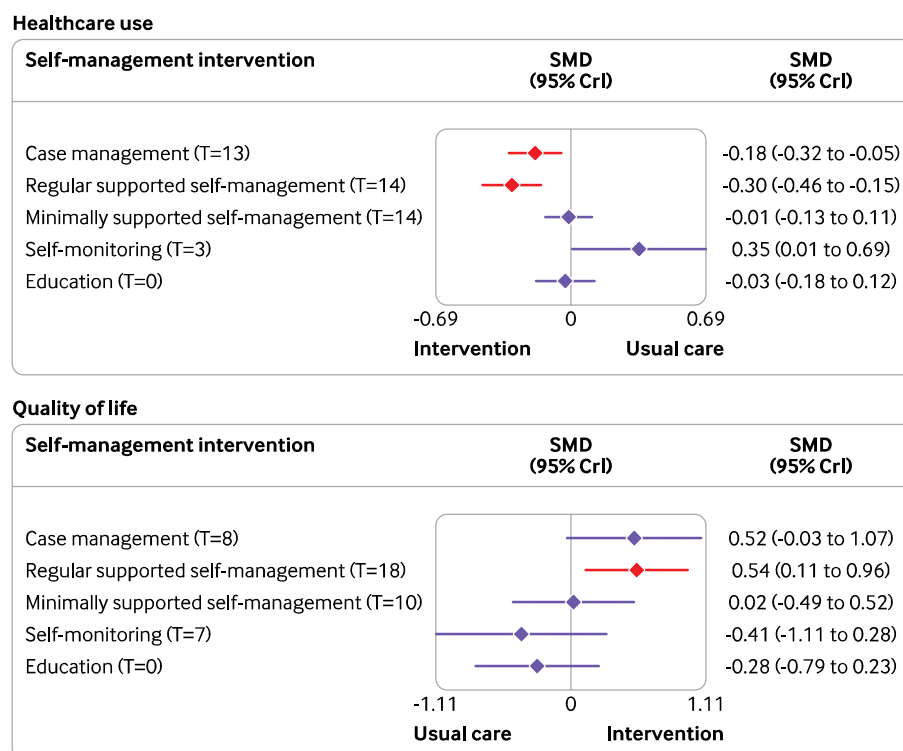 Healthcare use
Self-management intervention SMD (95% CrI) SMD (95% CrI)
Case management (T=13) -0.18 (-0.32 to -0.05)
Regular supported self-management (T=14) -0.30 (-0.46 to -0.15)
Minimally supported self-management (T=14) -0.01 (-0.13 to 0.11)
Self-monitoring (T=3) 0.35 (0.01 to 0.69)
Education (T=0) -0.03 (-0.18 to 0.12)
-0.69 0 0.69
Intervention Usual care
Quality of life
Self-management intervention SMD (95% CrI) SMD (95% CrI)
Case management (T=8) 0.52 (-0.03 to 1.07)
Regular supported self-management (T=18) 0.54 (0.11 to 0.96)
Minimally supported self-management (T=10) 0.02 (-0.49 to 0.52)
Self-monitoring (T=7) -0.41 (-1.11 to 0.28)
Education (T=0) -0.28 (-0.79 to 0.23)
-1.11 0 1.11
Usual care Intervention